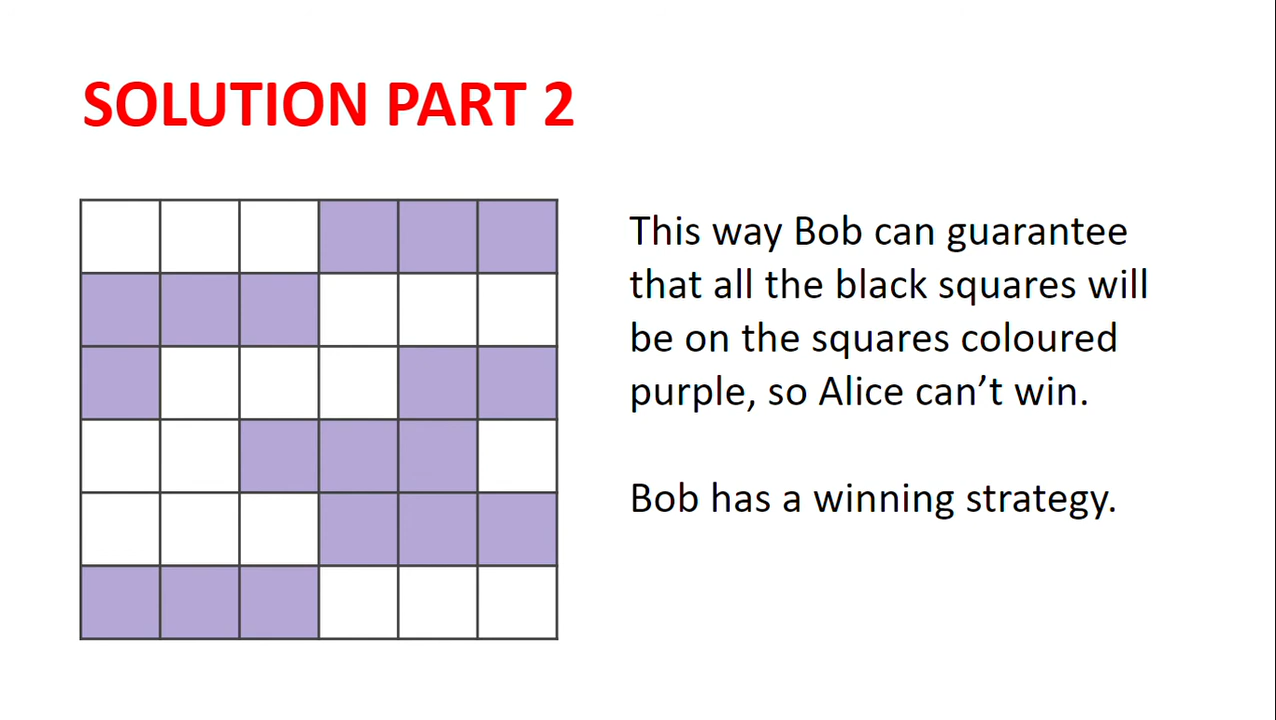 SOLUTION PART 2
This way Bob can guarantee
that all the black squares will
be on the squares coloured
purple, so Alice can’t win.
Bob has a winning strategy.